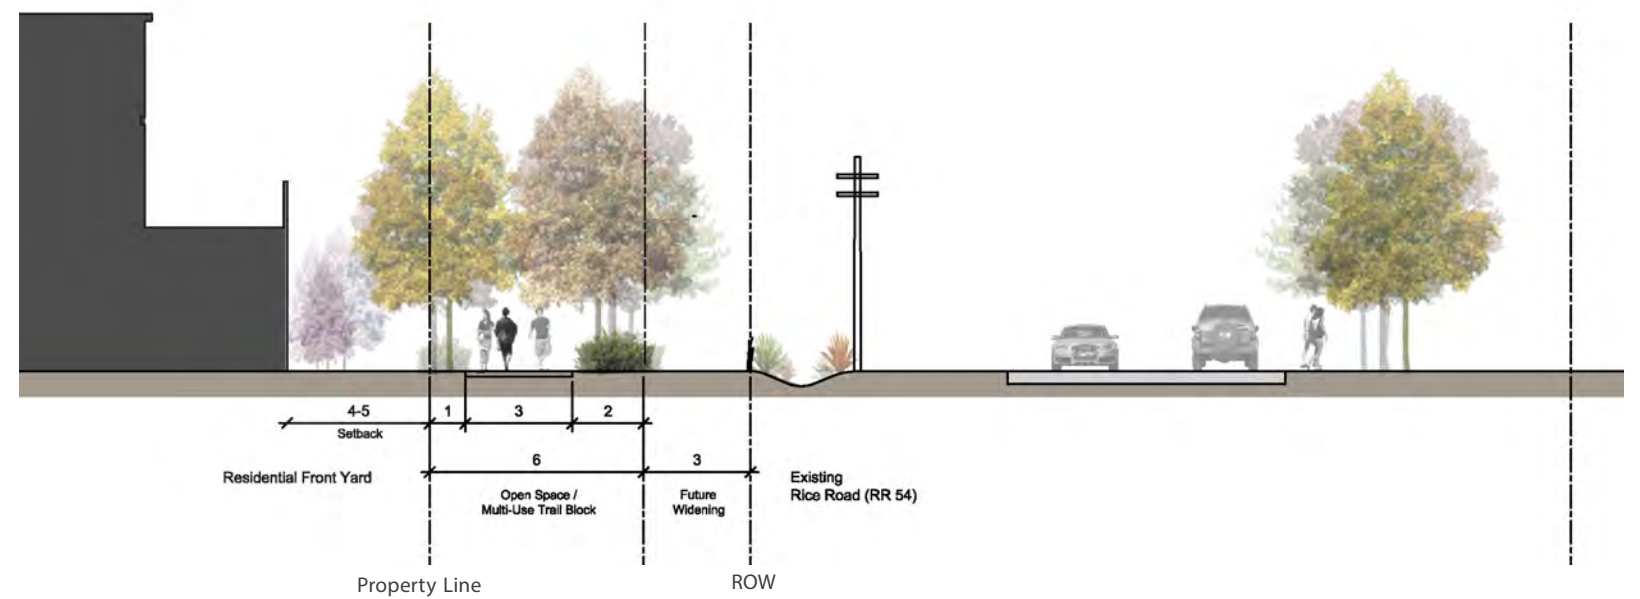 4-5
1
3
2
Setback
6
3
Residential Front Yard
Open Space /
Multi-Use Trail Block
Future
Widening
Existing
Rice Road (RR 54)
Property Line
ROW